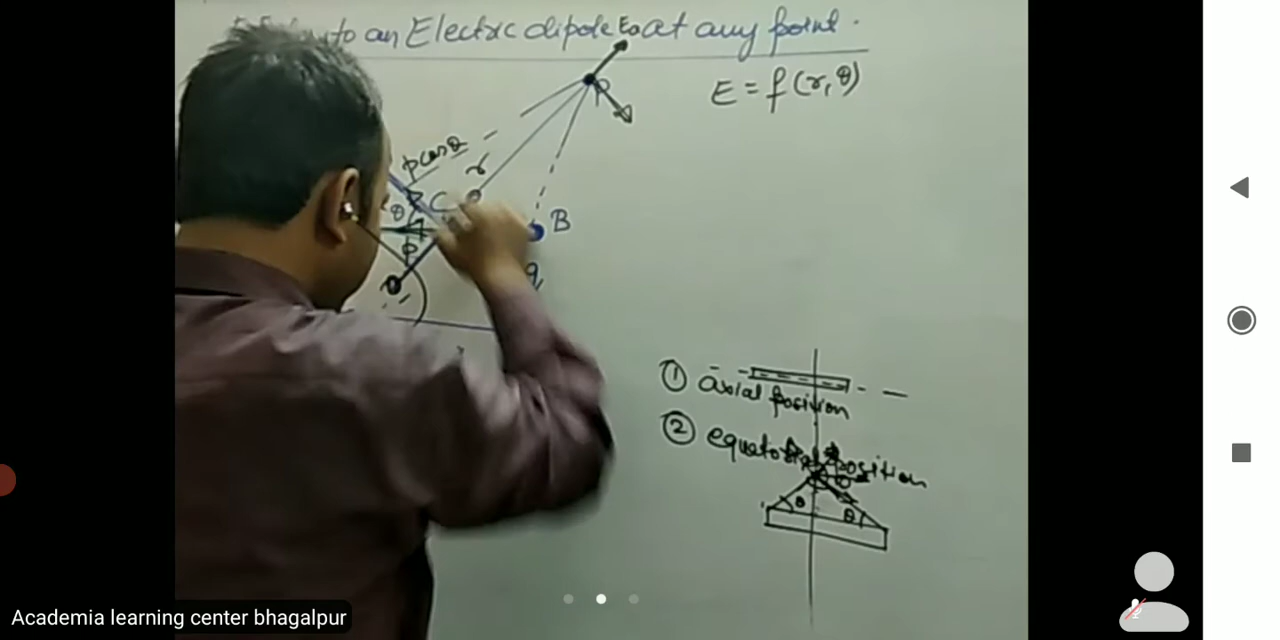 to an Electric dipole at any point.
E = f(r, θ)
P
p cos θ
r
θ
C
B
q
① axial position
② equatorial position
θ θ
Academia learning center bhagalpur